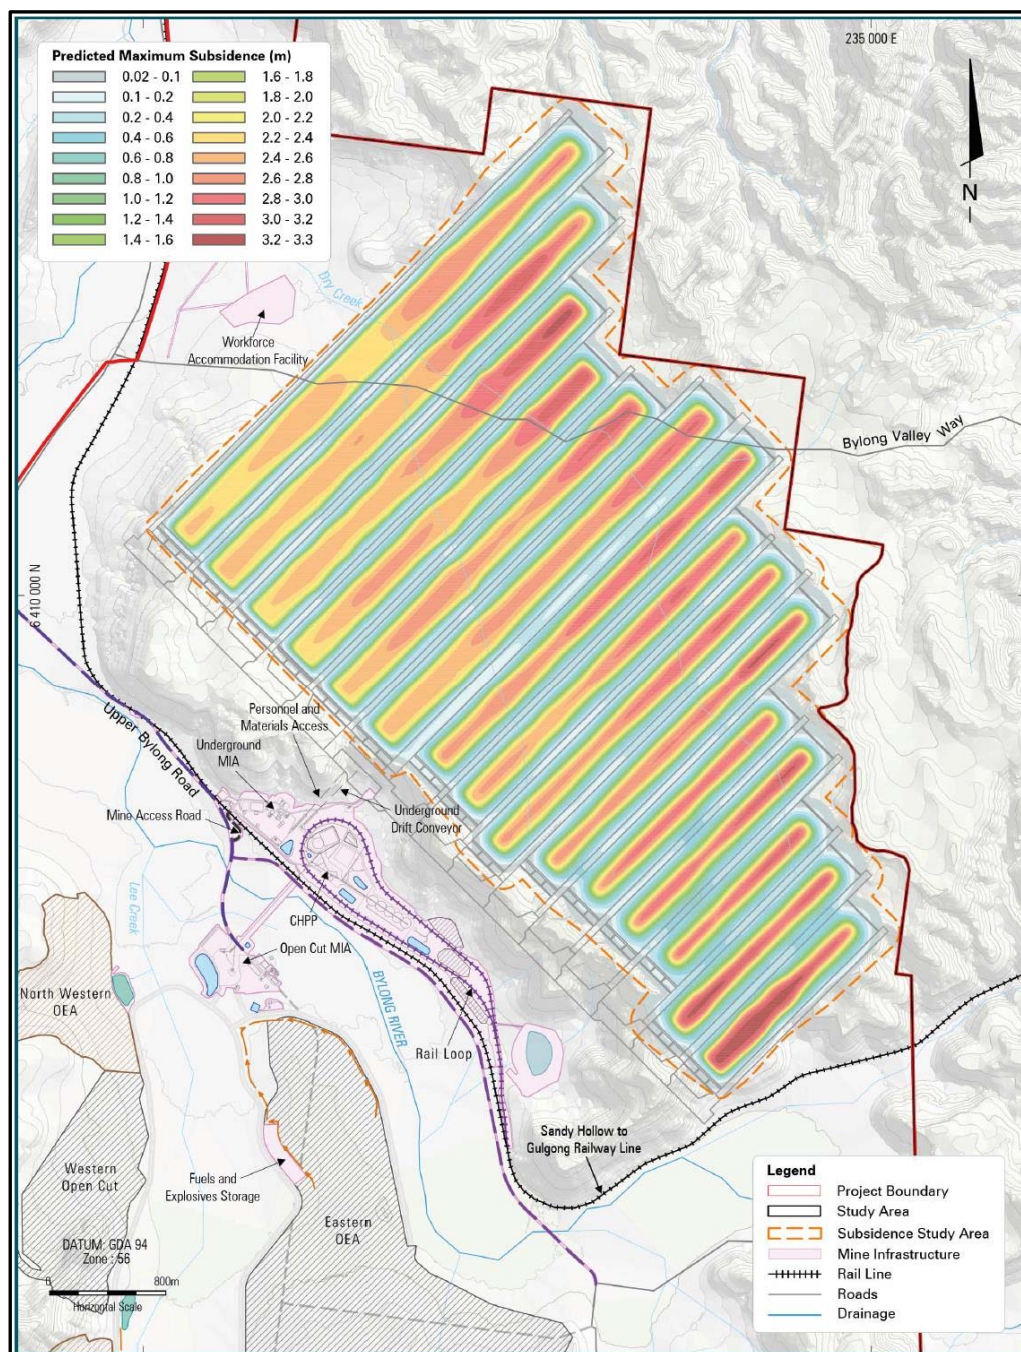 Predicted Maximum Subsidence (m)
0.02 - 0.1
0.1 - 0.2
0.2 - 0.4
0.4 - 0.6
0.6 - 0.8
0.8 - 1.0
1.0 - 1.2
1.2 - 1.4
1.4 - 1.6
1.6 - 1.8
1.8 - 2.0
2.0 - 2.2
2.2 - 2.4
2.4 - 2.6
2.6 - 2.8
2.8 - 3.0
3.0 - 3.2
3.2 - 3.3
235 000 E
N
Dry Creek
Workforce
Accommodation Facility
Bylong Valley Way
6 410 000 N
Upper Bylong Road
Personnel and
Materials Access
Underground
MIA
Mine Access Road
Underground
Drift Conveyor
Lee Creek
CHPP
Open Cut MIA
North Western
OEA
BYLONG RIVER
Rail Loop
Sandy Hollow to
Gulgong Railway Line
Western
Open Cut
Fuels and
Explosives Storage
Eastern
OEA
DATUM: GDA 94
Zone : 56
0 800m
Horizontal Scale
Legend
Project Boundary
Study Area
Subsidence Study Area
Mine Infrastructure
Rail Line
Roads
Drainage